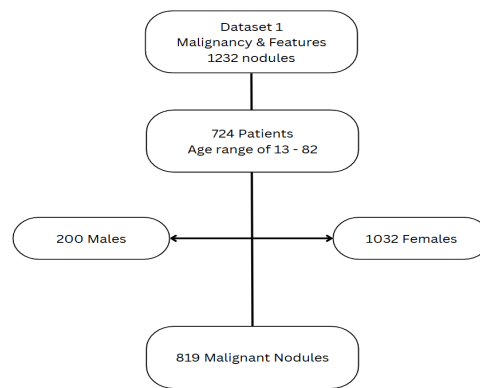 Dataset 1
Malignancy & Features
1232 nodules
724 Patients
Age range of 13 - 82
200 Males
1032 Females
819 Malignant Nodules